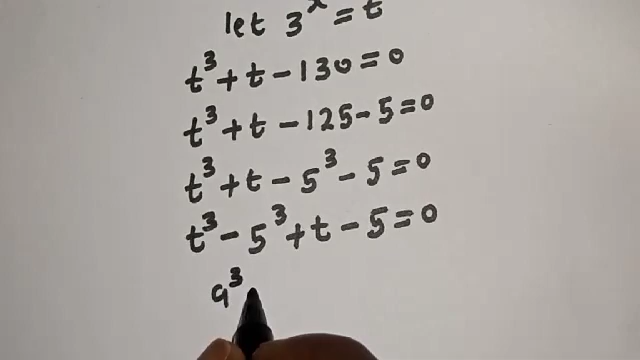 let 3^x = t
t^3 + t - 130 = 0
t^3 + t - 125 - 5 = 0
t^3 + t - 5^3 - 5 = 0
t^3 - 5^3 + t - 5 = 0
a^3